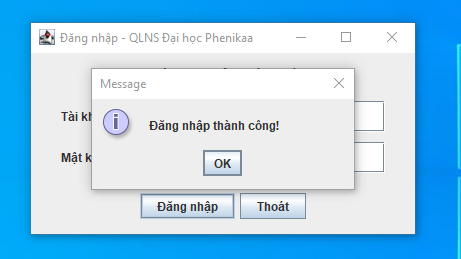 Đăng nhập - QLNS Đại học Phenikaa
Message
Tài kh
Đăng nhập thành công!
Mật k
OK
Đăng nhập
Thoát